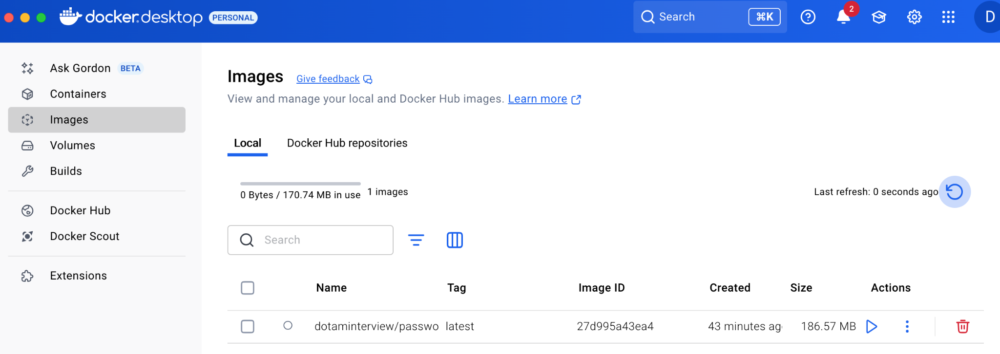 docker.desktop PERSONAL
Search ⌘K
2
D
Ask Gordon BETA
Containers
Images
Volumes
Builds
Docker Hub
Docker Scout
Extensions
Images Give feedback
View and manage your local and Docker Hub images. Learn more
Local Docker Hub repositories
0 Bytes / 170.74 MB in use 1 images
Last refresh: 0 seconds ago
Search
Name Tag Image ID Created Size Actions
dotaminterview/passwo latest 27d995a43ea4 43 minutes ag 186.57 MB